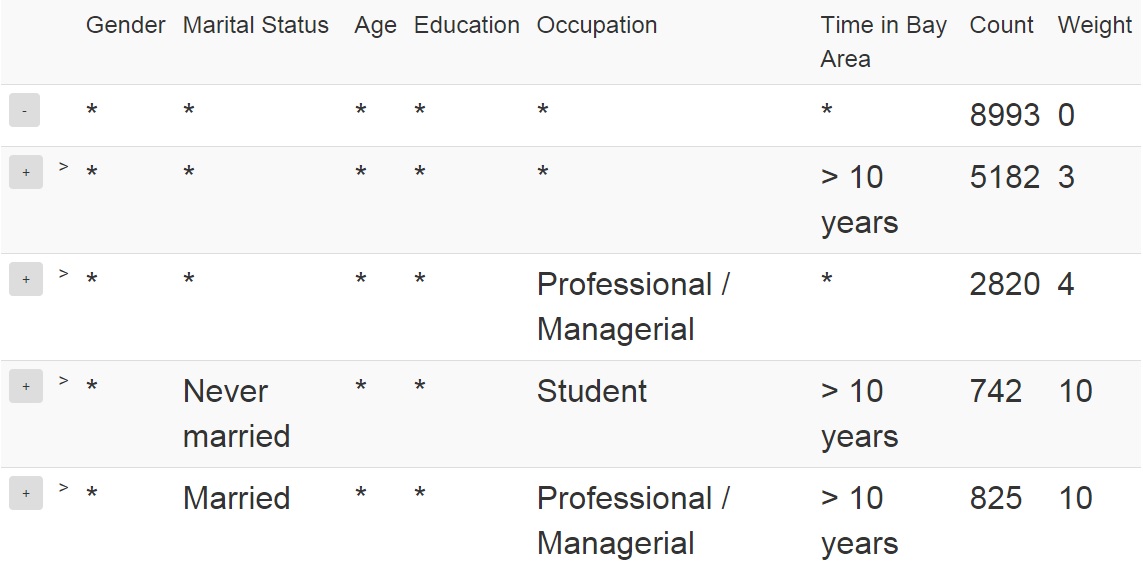 Gender Marital Status Age Education Occupation Time in Bay Area Count Weight
- * * * * * * 8993 0
+ > * * * * * > 10 years 5182 3
+ > * * * * Professional / Managerial * 2820 4
+ > * Never married * * Student > 10 years 742 10
+ > * Married * * Professional / Managerial > 10 years 825 10